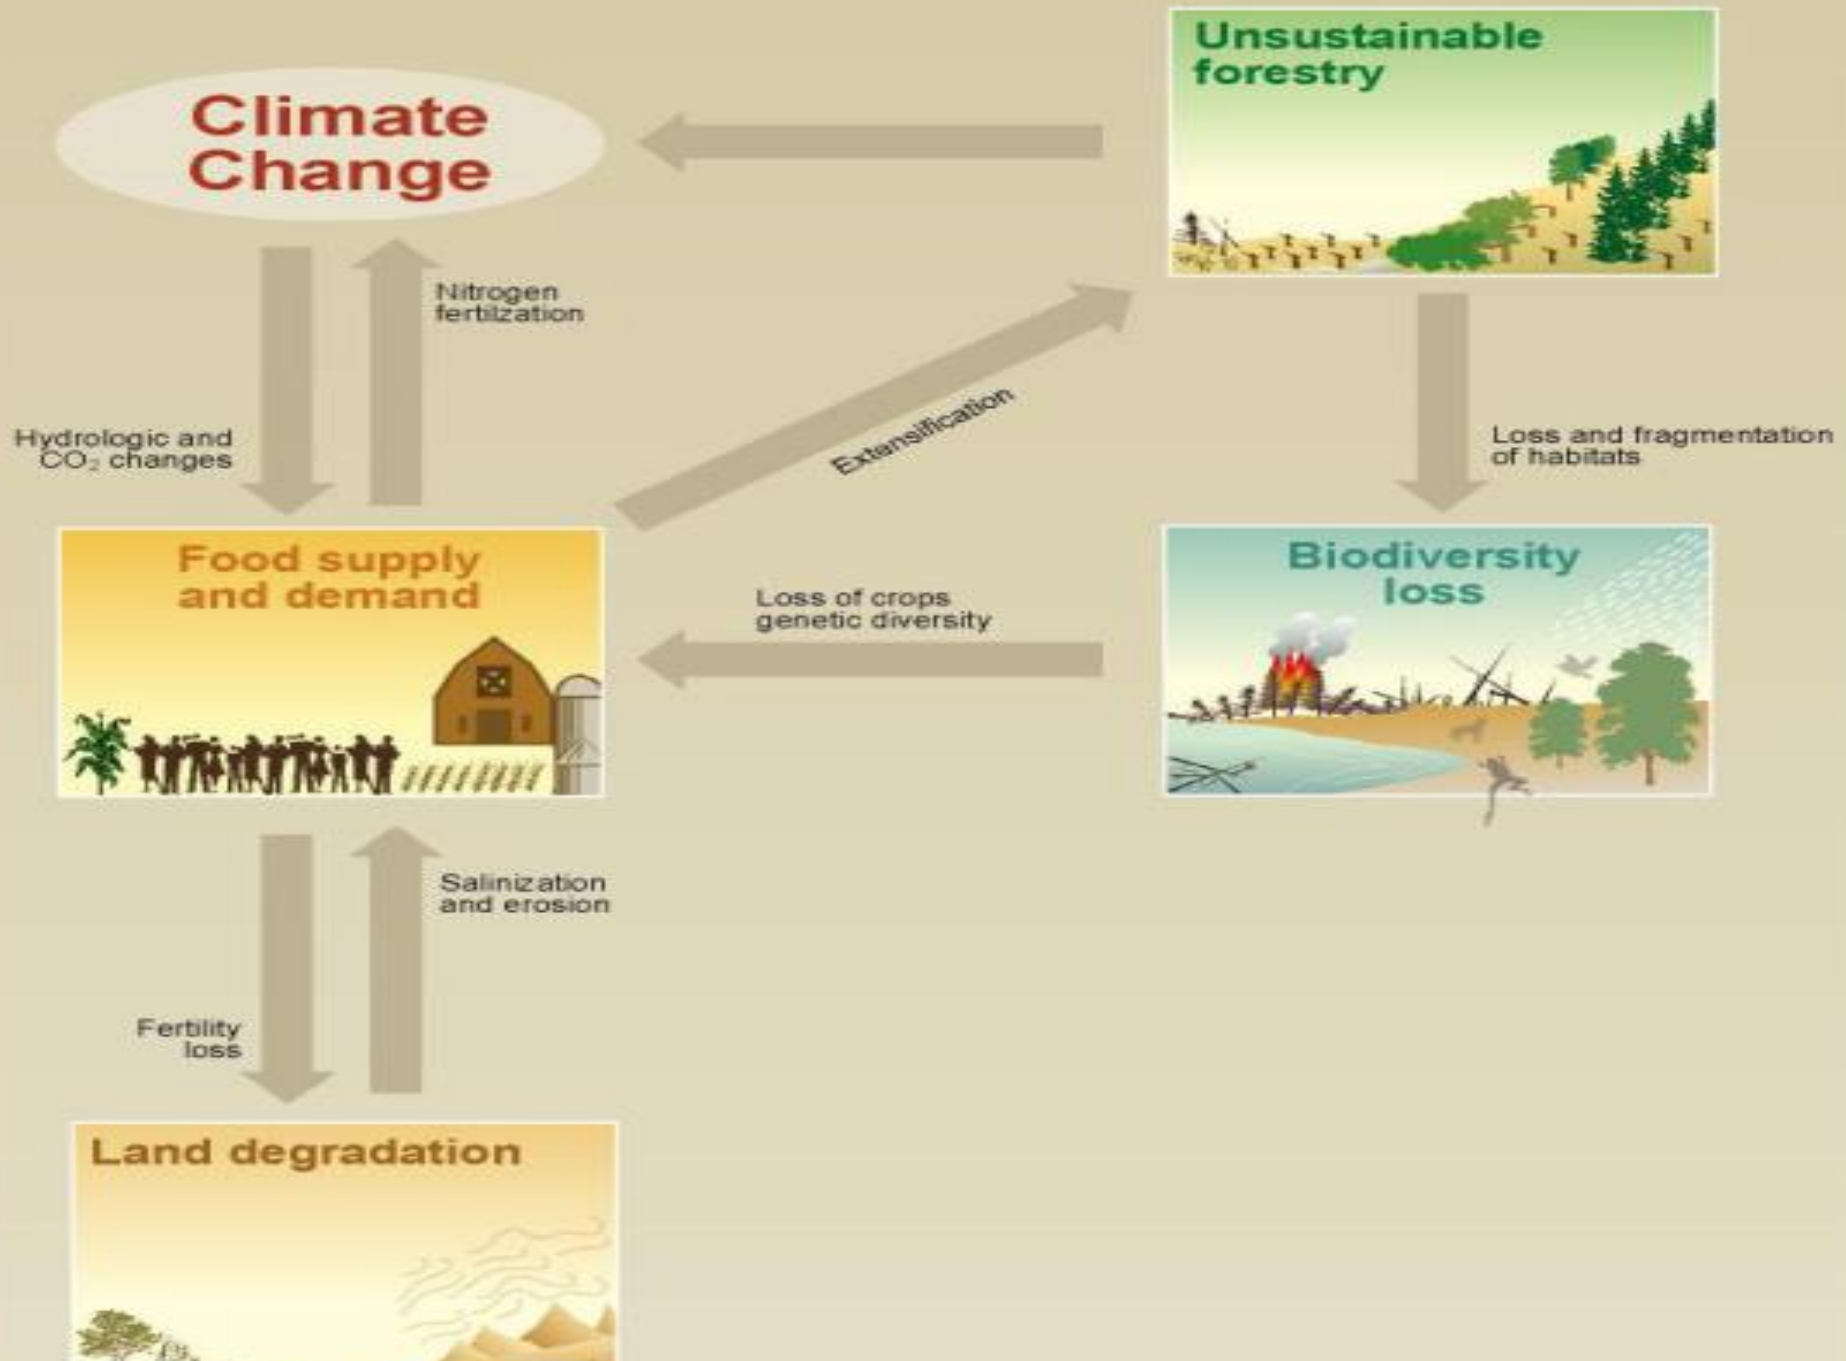 Unsustainable
forestry
Climate
Change
Nitrogen
fertilzation
Hydrologic and
CO₂ changes
Extensification
Loss and fragmentation
of habitats
Food supply
and demand
Loss of crops
genetic diversity
Biodiversity
loss
Salinization
and erosion
Fertility
loss
Land degradation